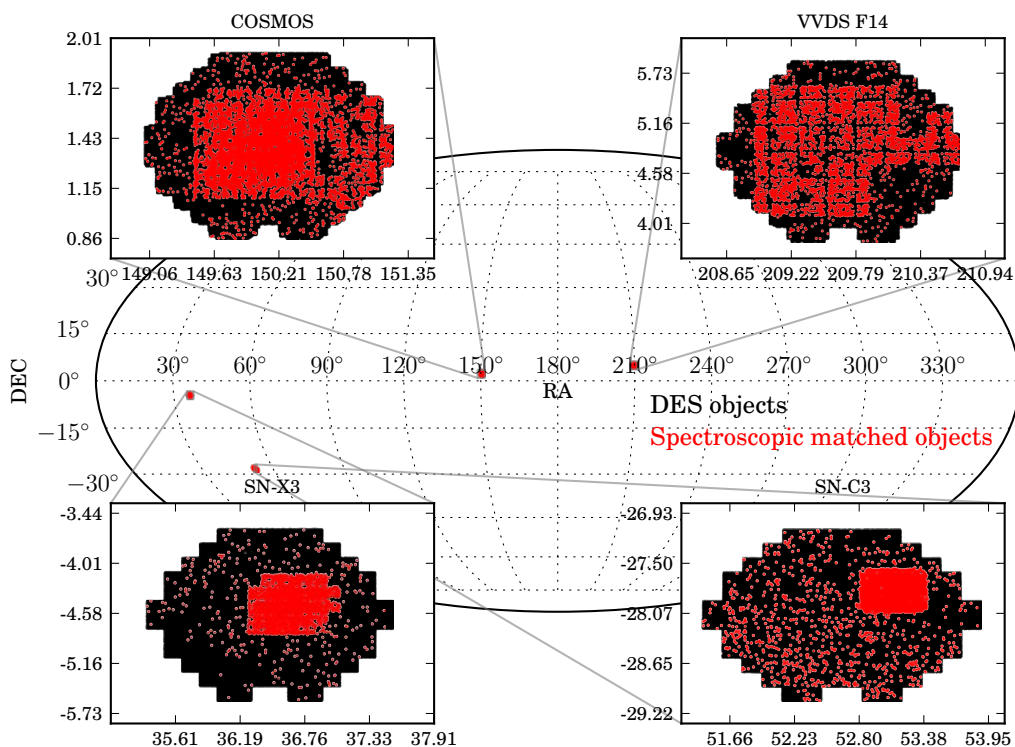 COSMOS
VVDS F14
2.01
1.72
1.43
1.15
0.86
149.06 149.63 150.21 150.78 151.35
5.73
5.16
4.58
4.01
208.65 209.22 209.79 210.37 210.94
30°
15°
0°
−15°
−30°
DEC
30° 60° 90° 120° 150° 180° 210° 240° 270° 300° 330°
RA
DES objects
Spectroscopic matched objects
SN-X3
SN-C3
-3.44
-4.01
-4.58
-5.16
-5.73
35.61 36.19 36.76 37.33 37.91
-26.93
-27.50
-28.07
-28.65
-29.22
51.66 52.23 52.80 53.38 53.95